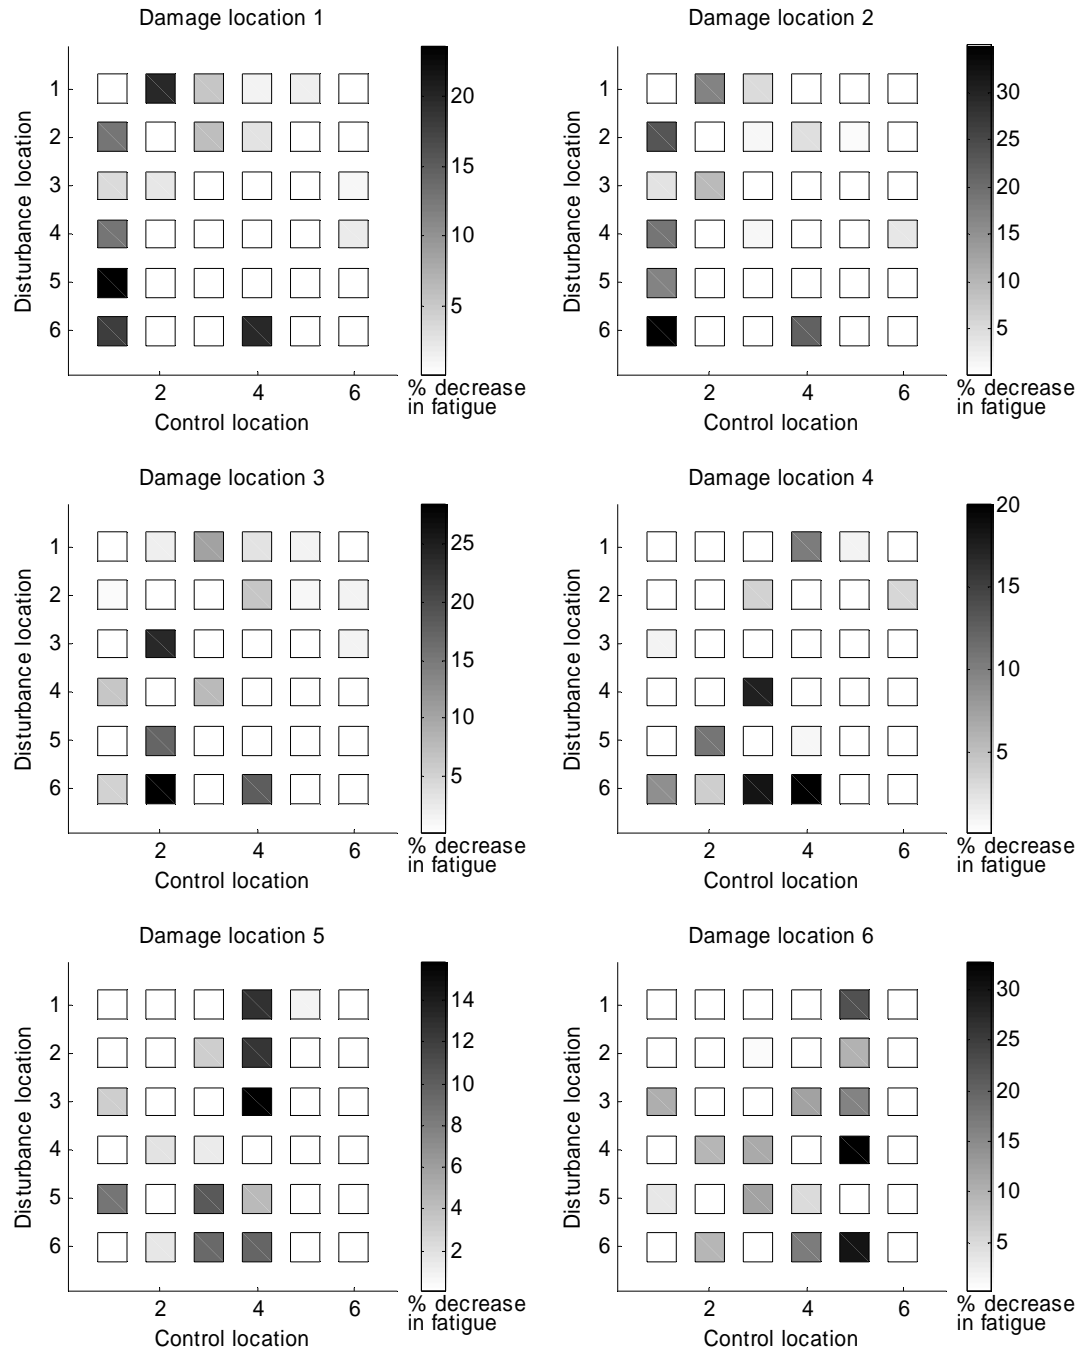 Damage location 1
1
2
3
4
5
6
Disturbance location
2 4 6
Control location
20
15
10
5
% decrease
in fatigue
Damage location 2
1
2
3
4
5
6
Disturbance location
2 4 6
Control location
30
25
20
15
10
5
% decrease
in fatigue
Damage location 3
1
2
3
4
5
6
Disturbance location
2 4 6
Control location
25
20
15
10
5
% decrease
in fatigue
Damage location 4
1
2
3
4
5
6
Disturbance location
2 4 6
Control location
20
15
10
5
% decrease
in fatigue
Damage location 5
1
2
3
4
5
6
Disturbance location
2 4 6
Control location
14
12
10
8
6
4
2
% decrease
in fatigue
Damage location 6
1
2
3
4
5
6
Disturbance location
2 4 6
Control location
30
25
20
15
10
5
% decrease
in fatigue